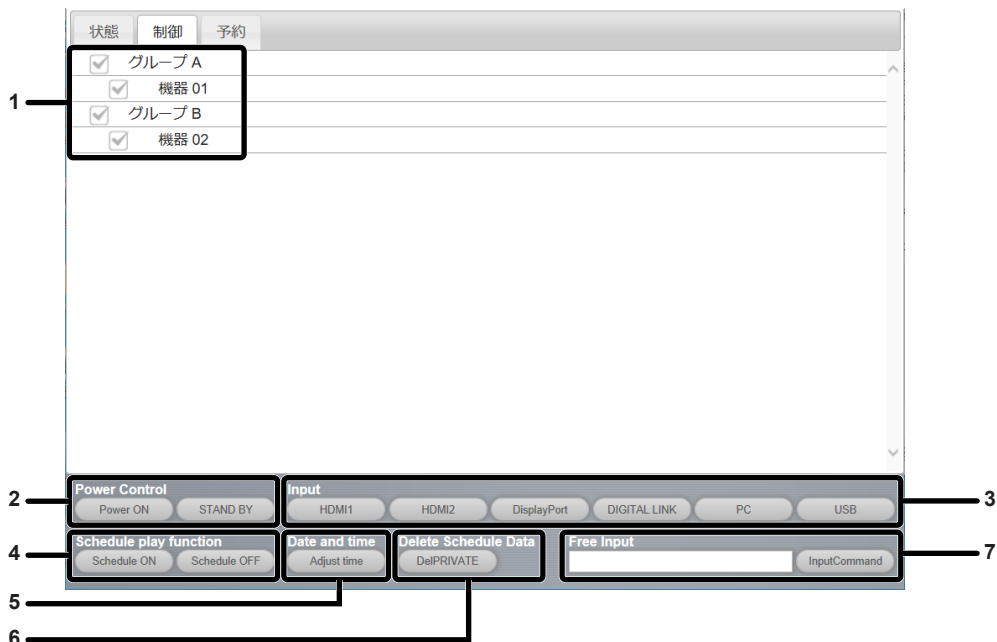 状態 制御 予約
グループ A
機器 01
グループ B
機器 02
1
Power Control
Power ON STAND BY
2
Input
HDMI1 HDMI2 DisplayPort DIGITAL LINK PC USB
3
Schedule play function
Schedule ON Schedule OFF
4
Date and time
Adjust time
Delete Schedule Data
DelPRIVATE
Free Input
InputCommand
7
5
6